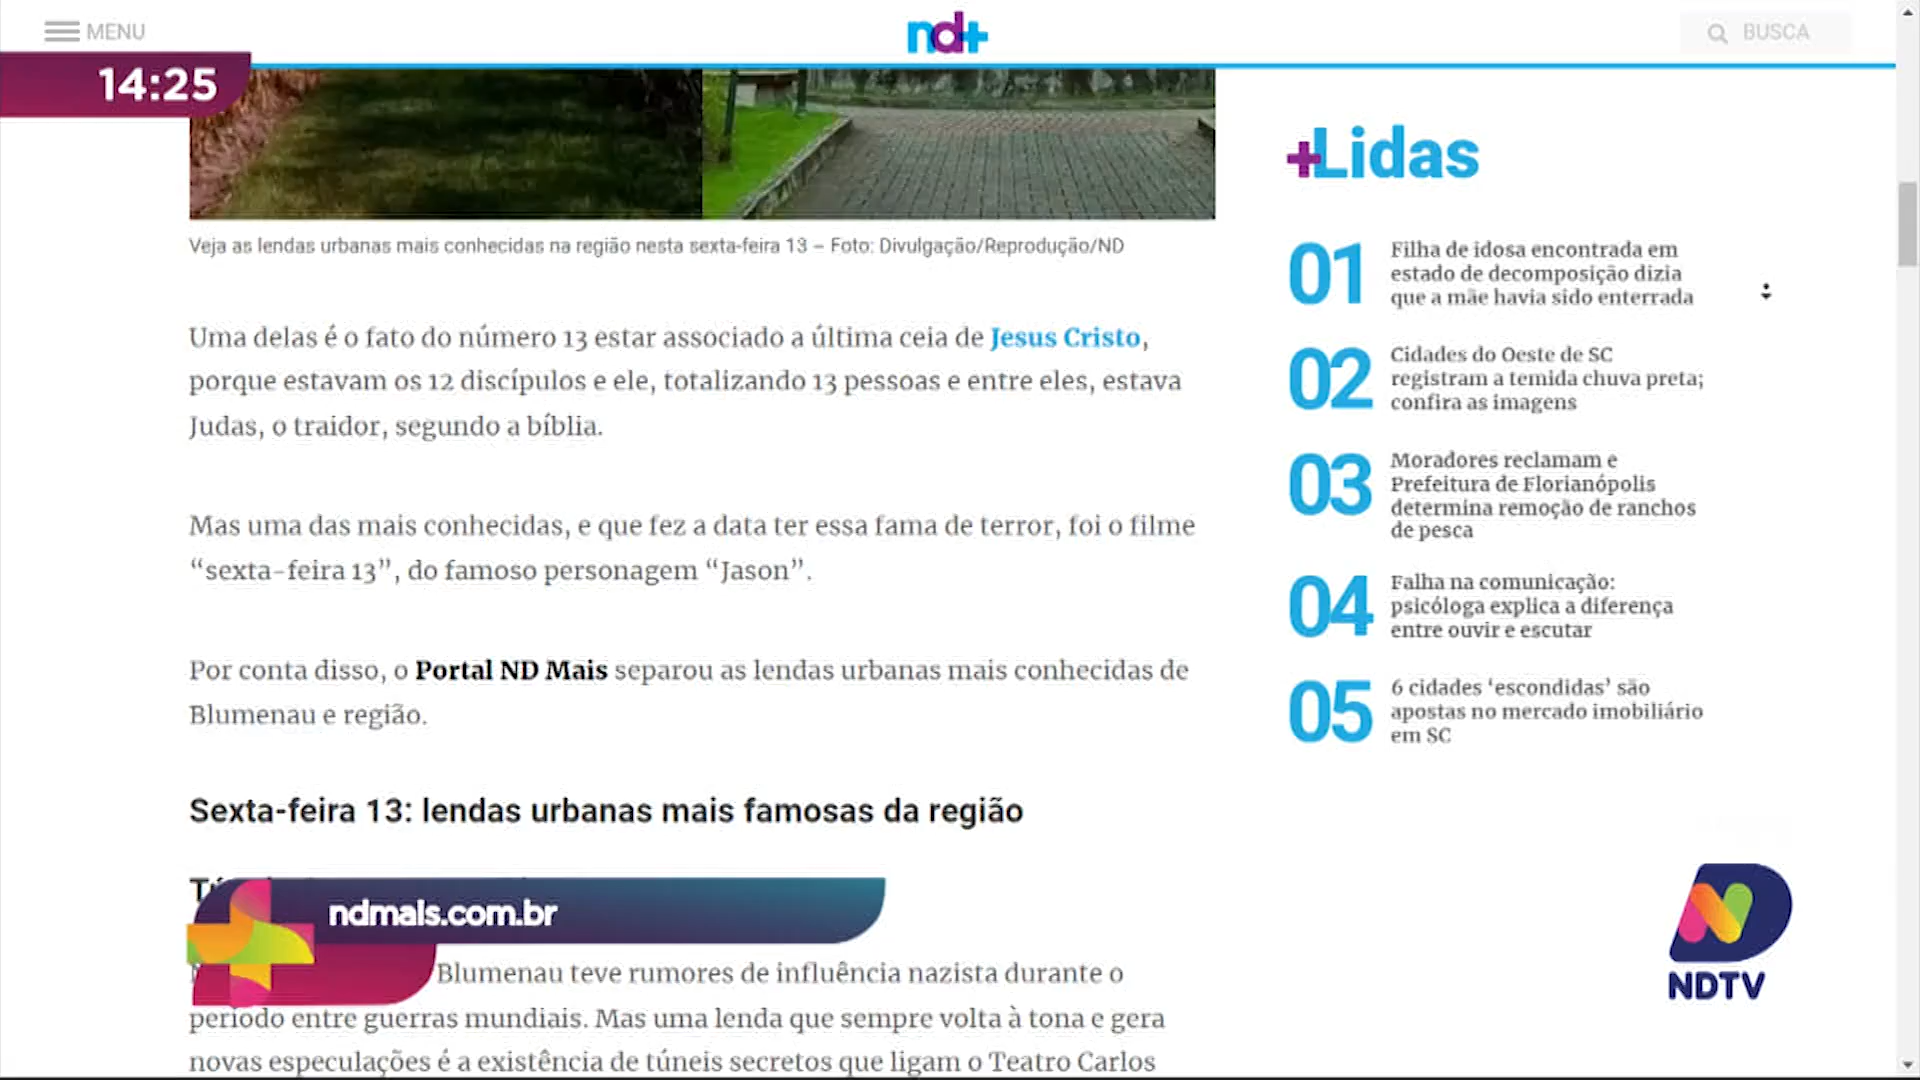 MENU
nd+
BUSCA
14:25
Veja as lendas urbanas mais conhecidas na região nesta sexta-feira 13 – Foto: Divulgação/Reprodução/ND
Uma delas é o fato do número 13 estar associado a última ceia de Jesus Cristo,
porque estavam os 12 discípulos e ele, totalizando 13 pessoas e entre eles, estava
Judas, o traidor, segundo a bíblia.
Mas uma das mais conhecidas, e que fez a data ter essa fama de terror, foi o filme
“sexta-feira 13”, do famoso personagem “Jason”.
Por conta disso, o Portal ND Mais separou as lendas urbanas mais conhecidas de
Blumenau e região.
Sexta-feira 13: lendas urbanas mais famosas da região
ndmais.com.br
Blumenau teve rumores de influência nazista durante o
período entre guerras mundiais. Mas uma lenda que sempre volta à tona e gera
novas especulações é a existência de túneis secretos que ligam o Teatro Carlos
+Lidas
01 Filha de idosa encontrada em
estado de decomposição dizia
que a mãe havia sido enterrada
02 Cidades do Oeste de SC
registram a temida chuva preta;
confira as imagens
03 Moradores reclamam e
Prefeitura de Florianópolis
determina remoção de ranchos
de pesca
04 Falha na comunicação:
psicóloga explica a diferença
entre ouvir e escutar
05 6 cidades ‘escondidas’ são
apostas no mercado imobiliário
em SC
NDTV